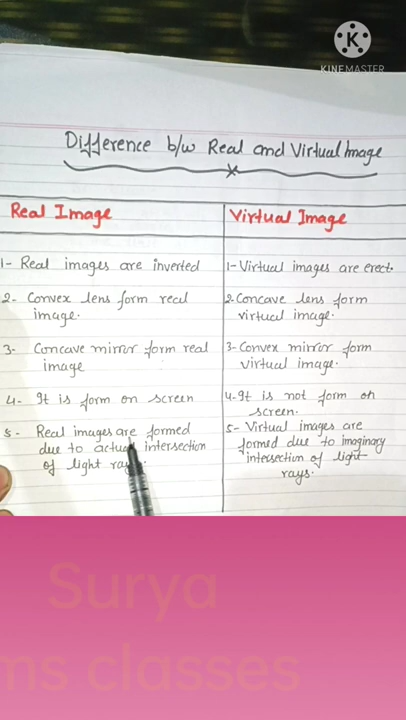 KINEMASTER
Difference b/w Real and Virtual Image
Real Image
Virtual Image
1- Real images are inverted
1- Virtual images are erect.
2- Convex lens form real
image.
2- Concave lens form
virtual image.
3- Concave mirror form real
image
3- Convex mirror form
virtual image.
4- It is form on screen
4- It is not form on
screen.
5- Real images are formed
due to actual intersection
of light rays.
5- Virtual images are
formed due to imaginary
intersection of light
rays.
Surya
ms classes